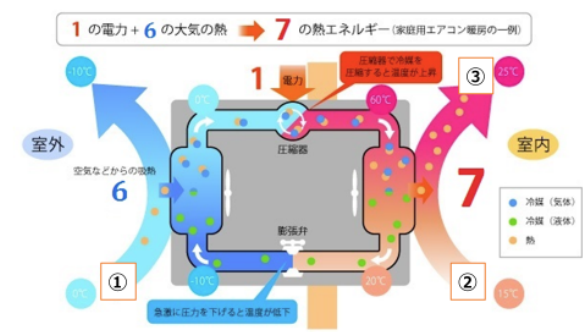 1 の電力 + 6 の大気の熱 7 の熱エネルギー(家庭用エアコン暖房の一例)
-10℃
0℃
1
電力
圧縮器で冷媒を
圧縮すると温度が上昇
60℃
③
25℃
圧縮器
室外
室内
空気などからの吸熱
6
7
冷媒(気体)
冷媒(液体)
熱
膨張弁
0℃
①
-10℃
急激に圧力を下げると温度が低下
20℃
②
15℃